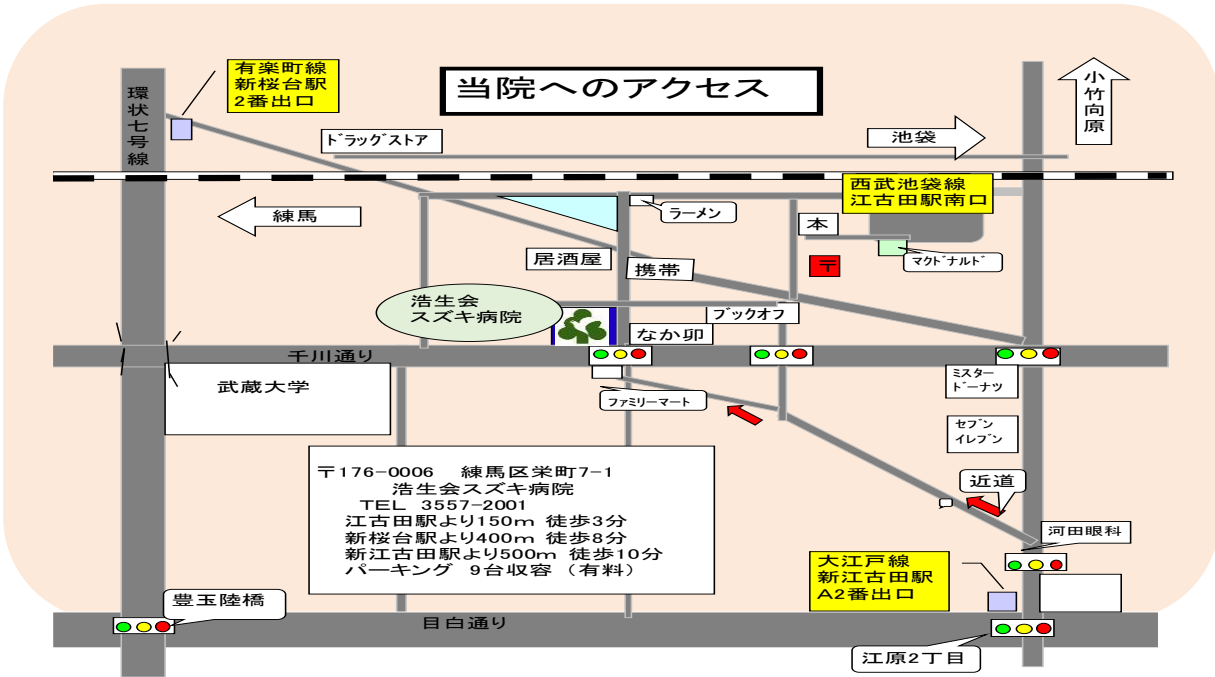 当院へのアクセス
有楽町線
新桜台駅
2番出口
環状七号線
小竹向原
ドラッグストア
池袋
西武池袋線
江古田駅南口
練馬
ラーメン
本
〒
マクドナルド
居酒屋
携帯
浩生会
スズキ病院
ブックオフ
なか卯
千川通り
武蔵大学
ファミリーマート
ミスター
ドーナツ
セブン
イレブン
近道
〒176-0006 練馬区栄町7-1
浩生会スズキ病院
TEL 3557-2001
江古田駅より150m 徒歩3分
新桜台駅より400m 徒歩8分
新江古田駅より500m 徒歩10分
パーキング 9台収容 (有料)
河田眼科
大江戸線
新江古田駅
A2番出口
豊玉陸橋
目白通り
江原2丁目